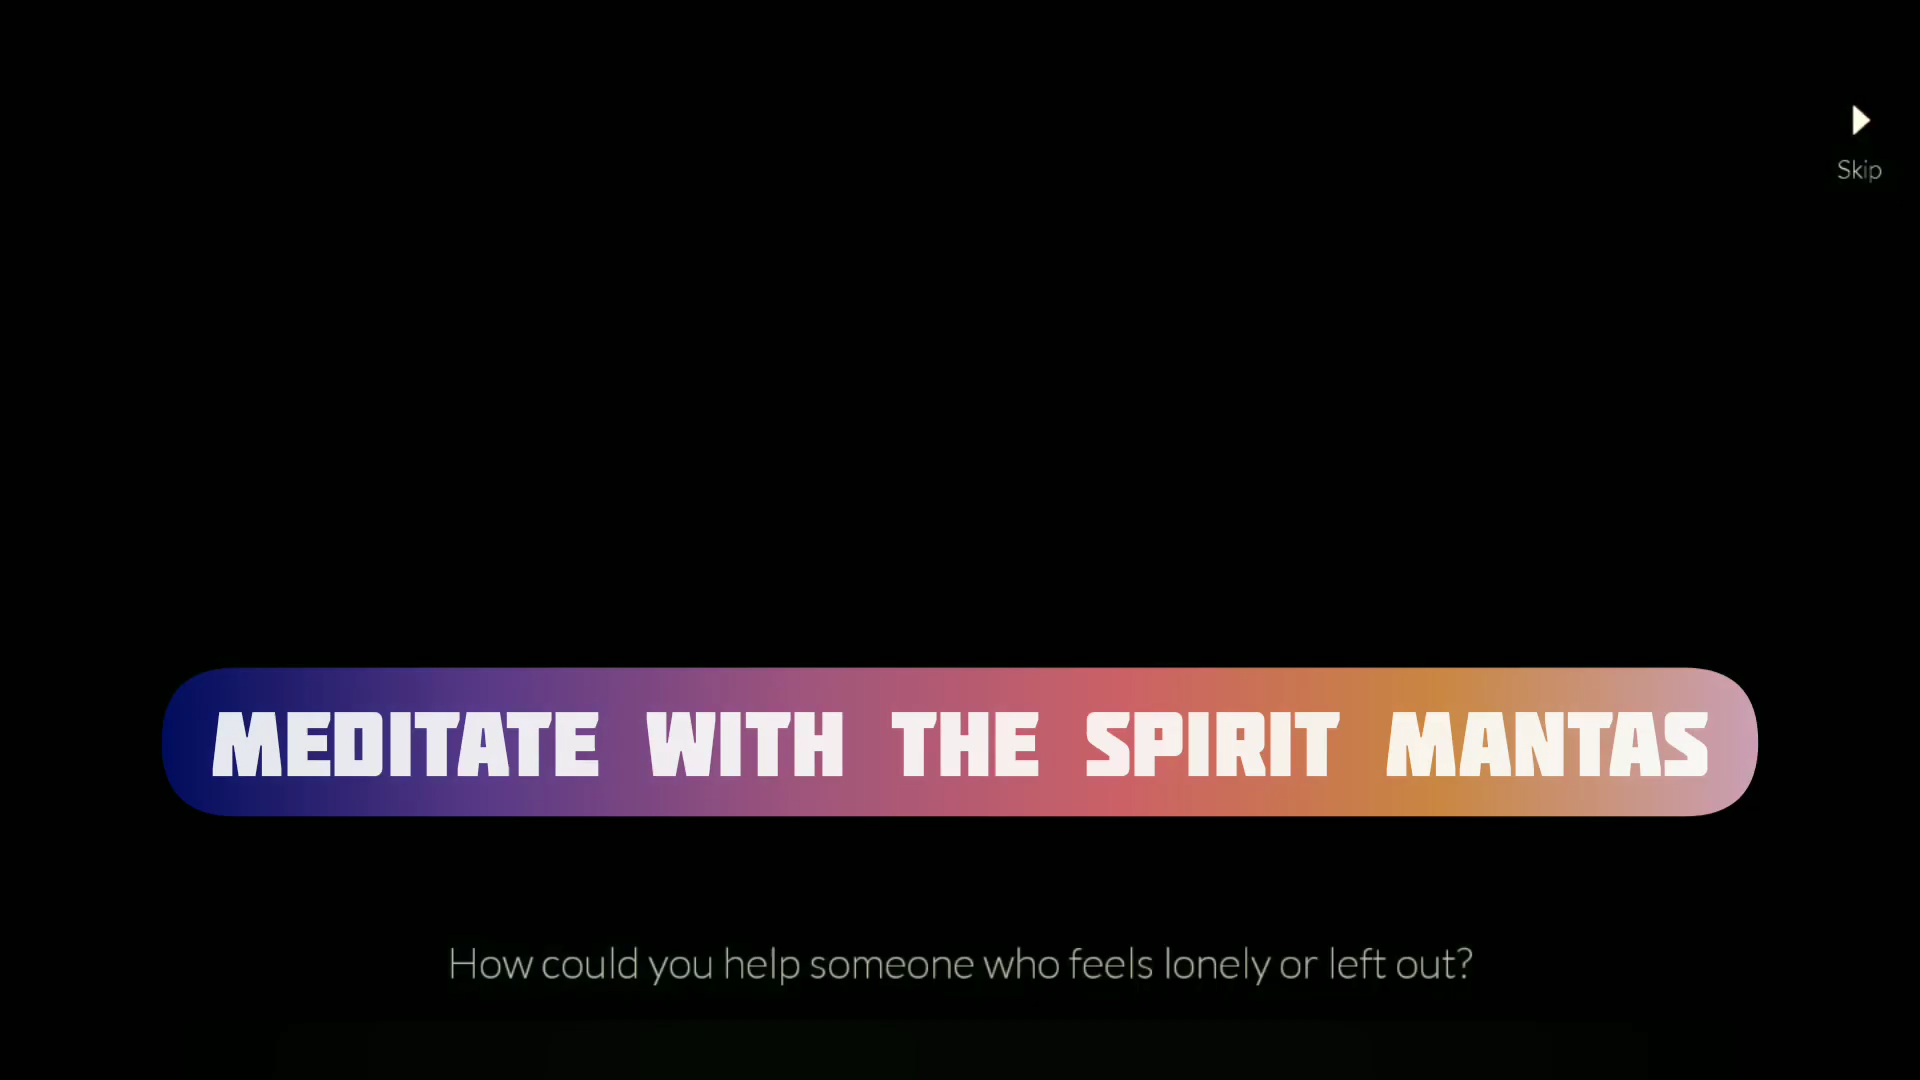 Skip
MEDITATE WITH THE SPIRIT MANTAS
How could you help someone who feels lonely or left out?